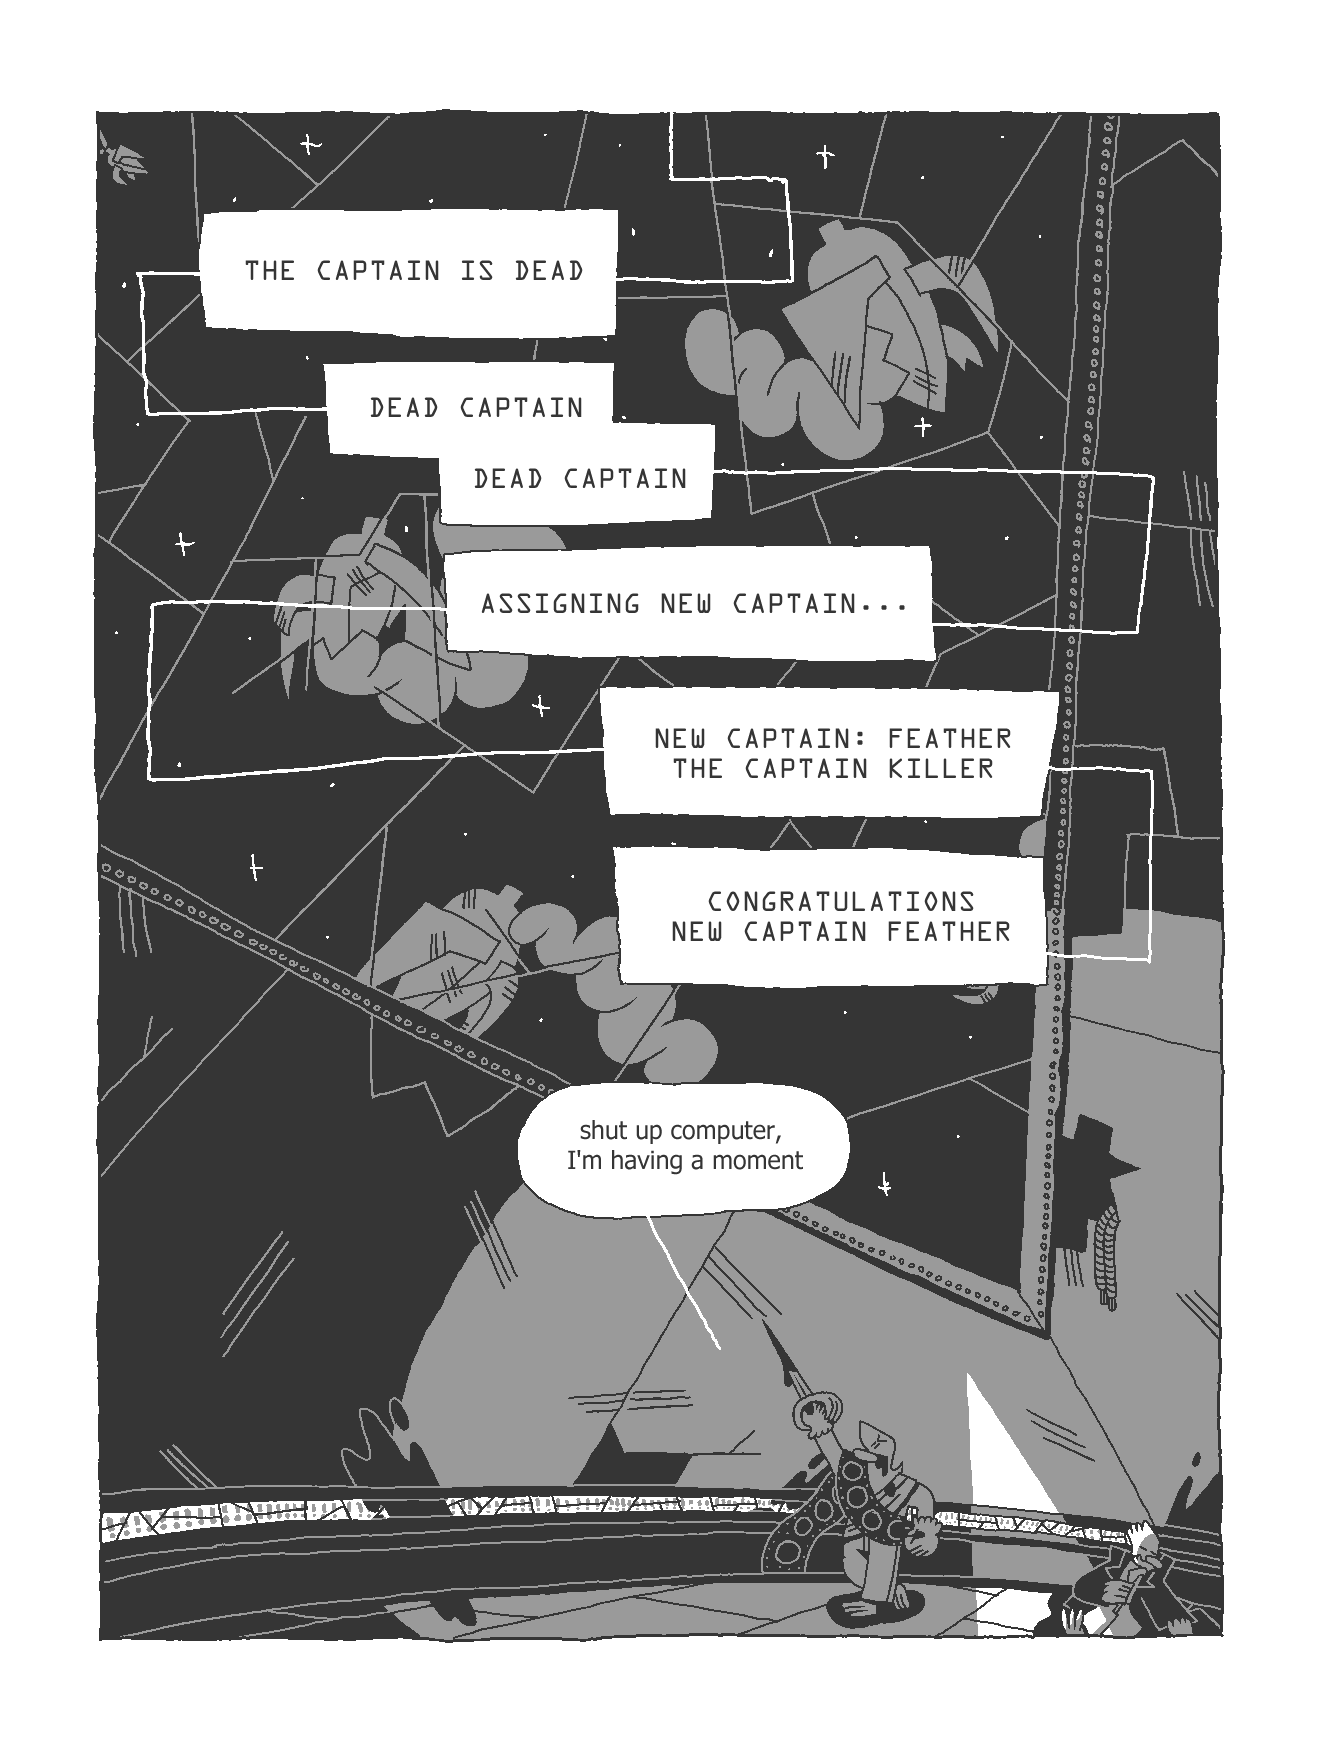 THE CAPTAIN IS DEAD
DEAD CAPTAIN
DEAD CAPTAIN
ASSIGNING NEW CAPTAIN...
NEW CAPTAIN: FEATHER
THE CAPTAIN KILLER
CONGRATULATIONS
NEW CAPTAIN FEATHER
shut up computer,
I'm having a moment